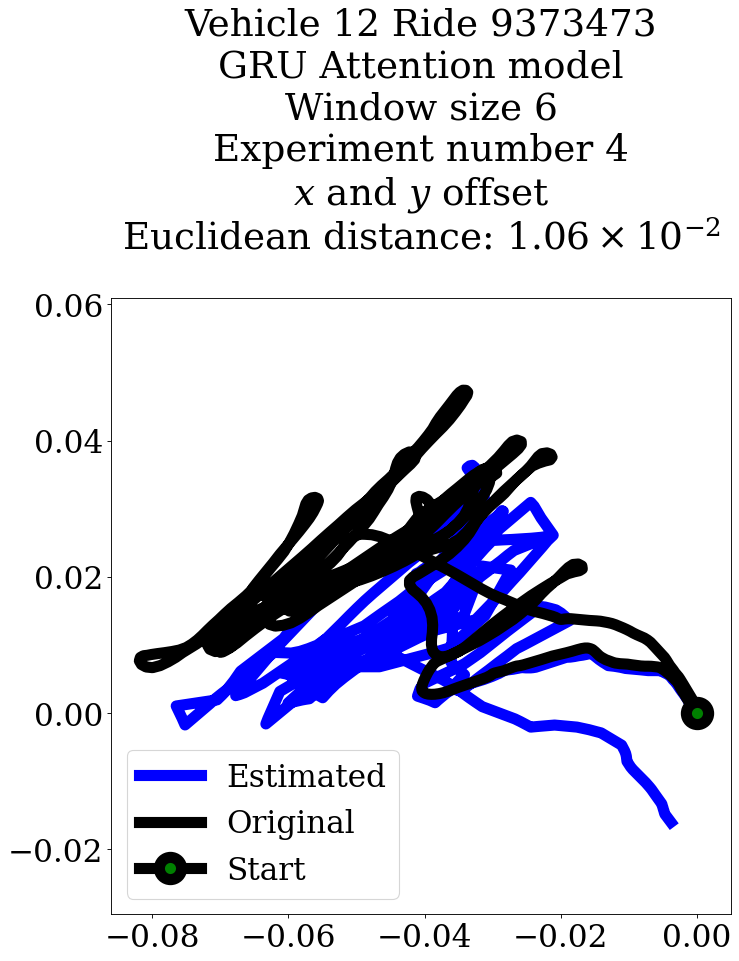 Vehicle 12 Ride 9373473
GRU Attention model
Window size 6
Experiment number 4
x and y offset
Euclidean distance: 1.06 × 10⁻²
0.06
0.04
0.02
0.00
−0.02
Estimated
Original
Start
−0.08 −0.06 −0.04 −0.02 0.00